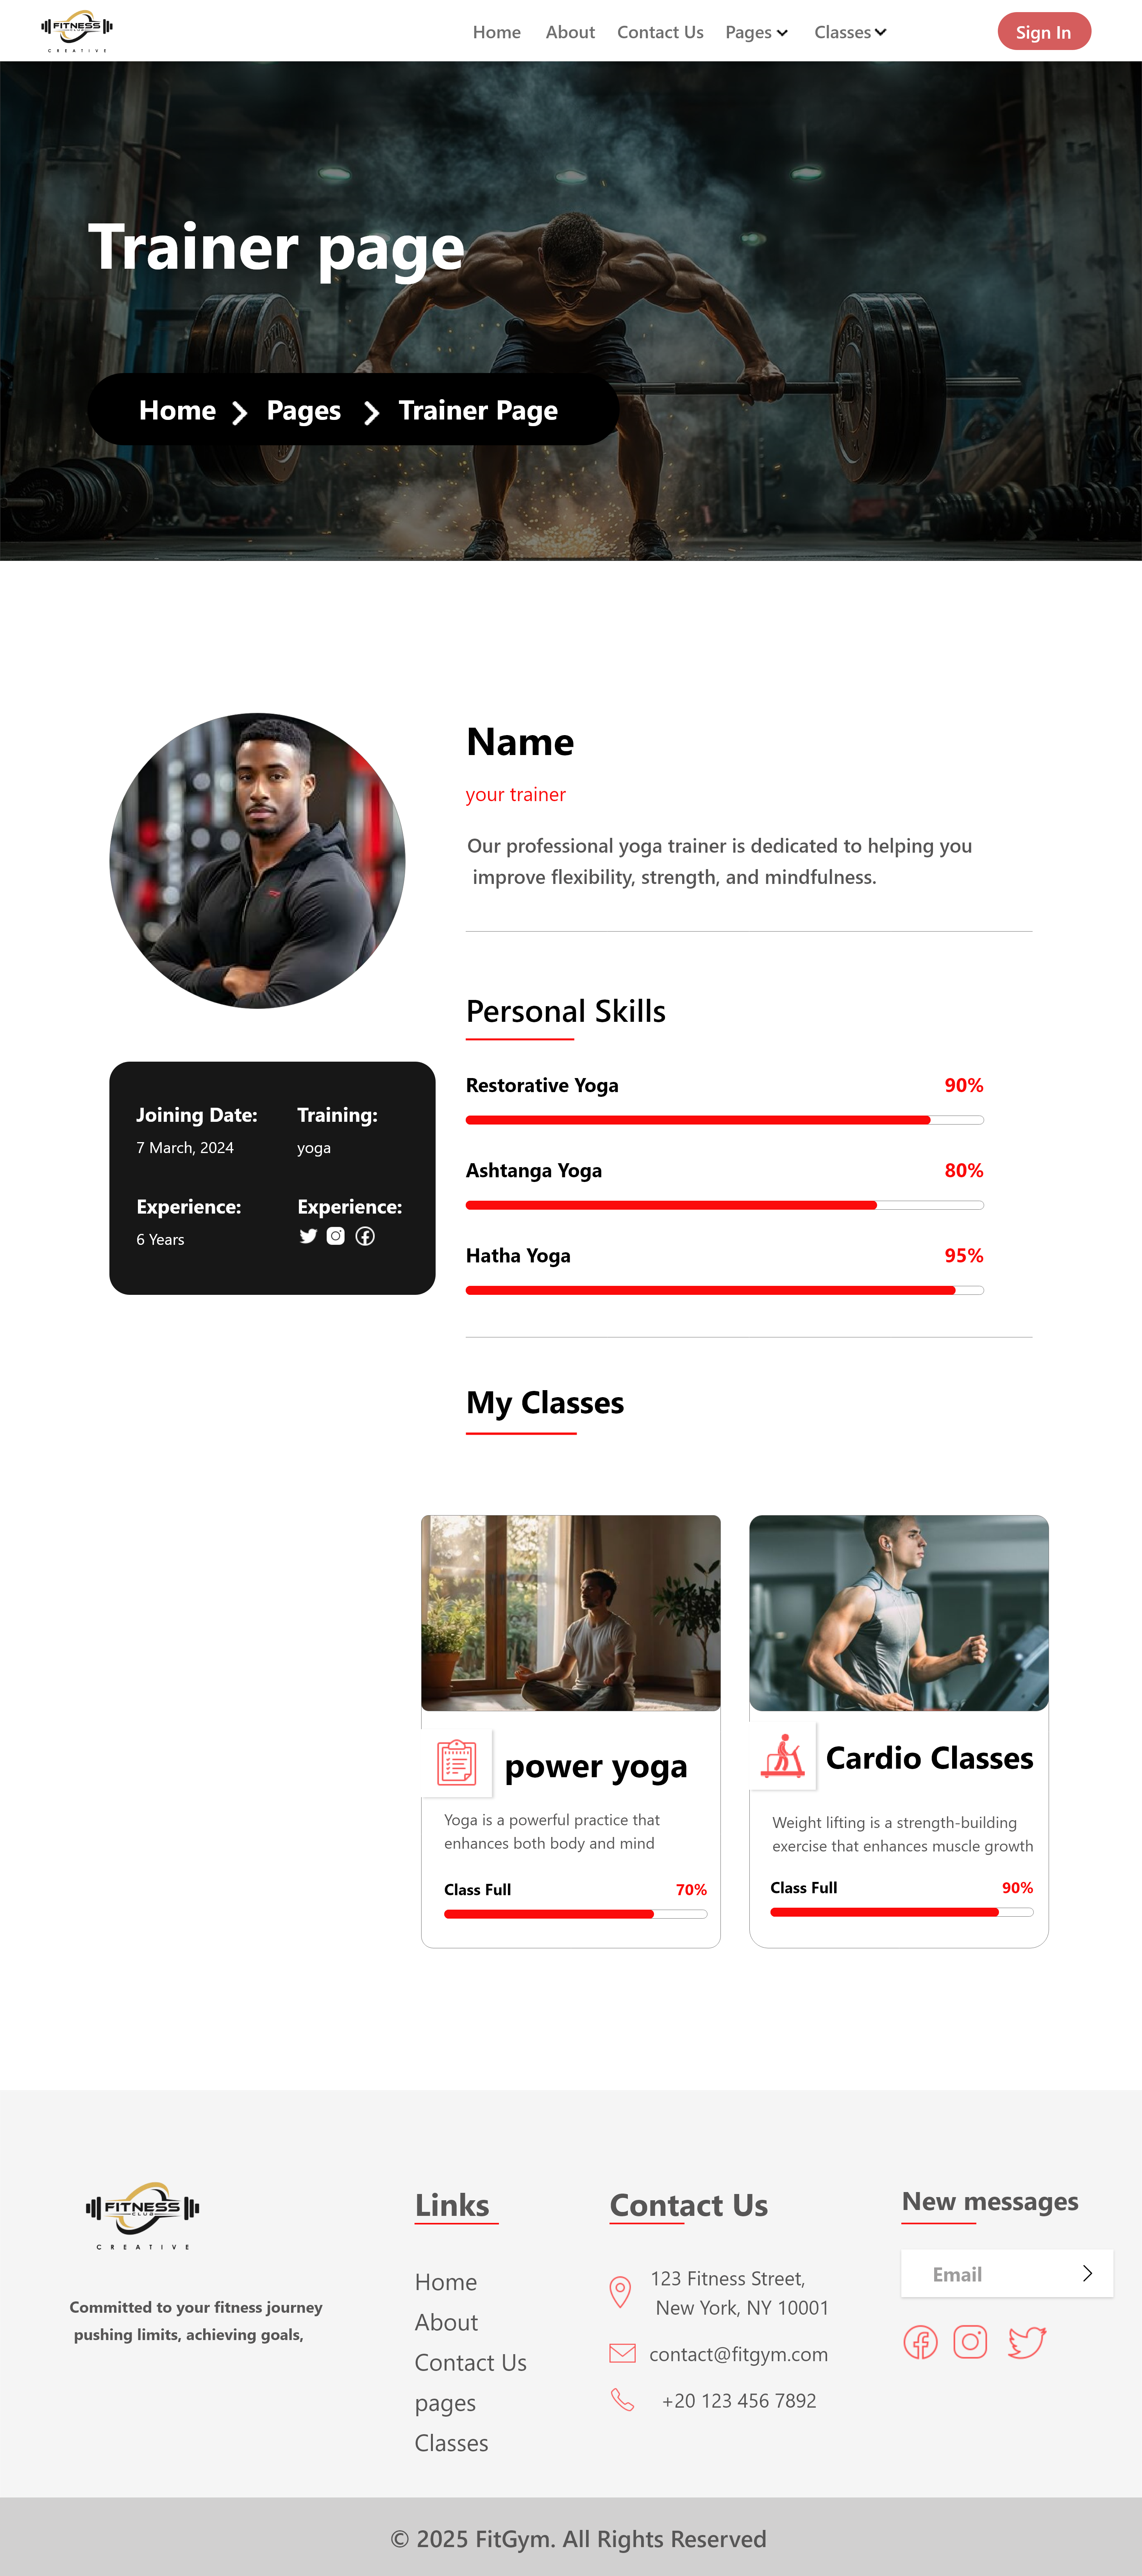 FITNESS
CREATIVE
Home About Contact Us Pages Classes Sign In
Trainer page
Home Pages Trainer Page
Name
your trainer
Our professional yoga trainer is dedicated to helping you
improve flexibility, strength, and mindfulness.
Personal Skills
Restorative Yoga 90%
Ashtanga Yoga 80%
Hatha Yoga 95%
Joining Date: Training:
7 March, 2024 yoga
Experience: Experience:
6 Years
My Classes
power yoga
Yoga is a powerful practice that
enhances both body and mind
Class Full 70%
Cardio Classes
Weight lifting is a strength-building
exercise that enhances muscle growth
Class Full 90%
FITNESS
CLUB
CREATIVE
Committed to your fitness journey
pushing limits, achieving goals,
Links
Home
About
Contact Us
pages
Classes
Contact Us
123 Fitness Street,
New York, NY 10001
contact@fitgym.com
+20 123 456 7892
New messages
Email
© 2025 FitGym. All Rights Reserved